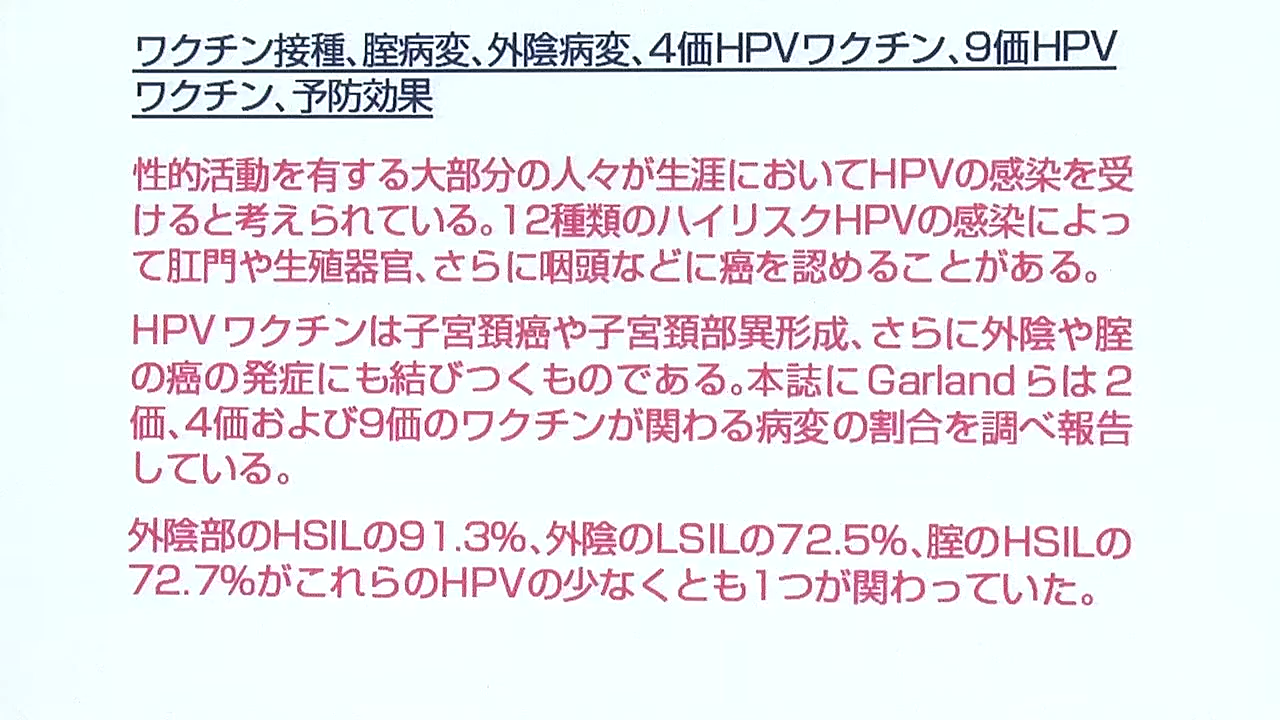 ワクチン接種、腟病変、外陰病変、4価HPVワクチン、9価HPV
ワクチン、予防効果
性的活動を有する大部分の人々が生涯においてHPVの感染を受
けると考えられている。12種類のハイリスクHPVの感染によっ
て肛門や生殖器官、さらに咽頭などに癌を認めることがある。
HPVワクチンは子宮頚癌や子宮頚部異形成、さらに外陰や腟
の癌の発症にも結びつくものである。本誌にGarlandらは2
価、4価および9価のワクチンが関わる病変の割合を調べ報告
している。
外陰部のHSILの91.3%、外陰のLSILの72.5%、腟のHSILの
72.7%がこれらのHPVの少なくとも1つが関わっていた。